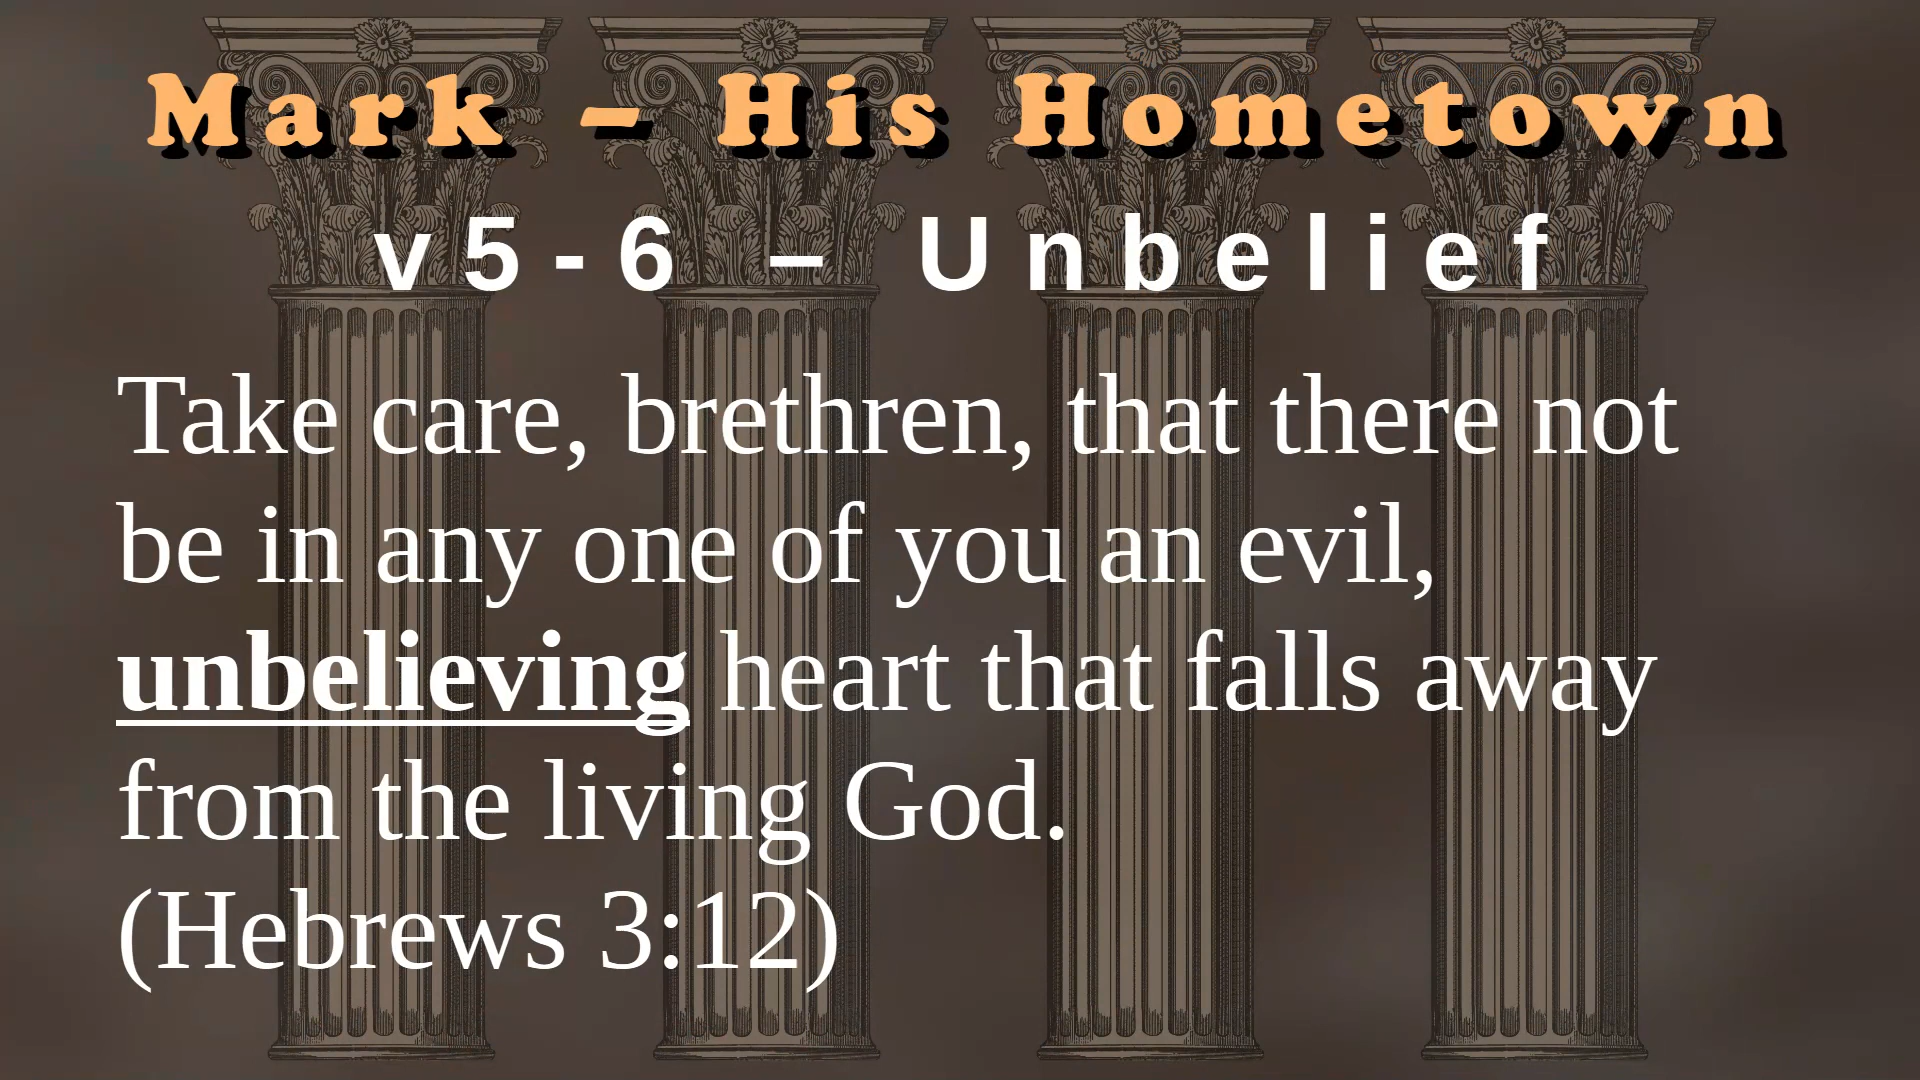 Mark – His Hometown
v5-6 – Unbelief
Take care, brethren, that there not
be in any one of you an evil,
unbelieving heart that falls away
from the living God.
(Hebrews 3:12)